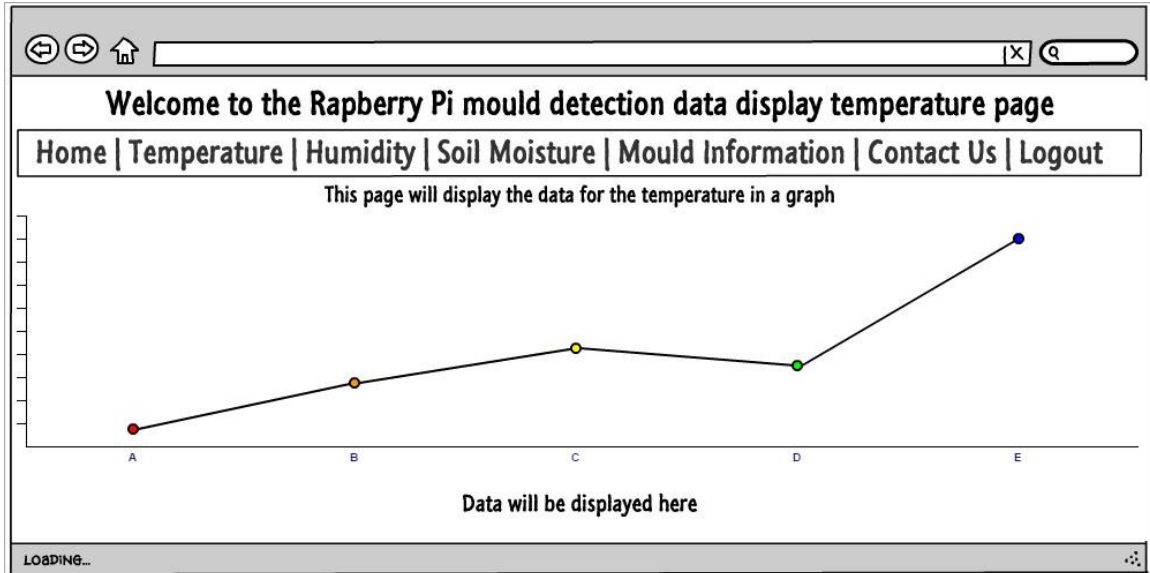 Welcome to the Rapberry Pi mould detection data display temperature page
Home | Temperature | Humidity | Soil Moisture | Mould Information | Contact Us | Logout
This page will display the data for the temperature in a graph
A B C D E
Data will be displayed here
LOADING...